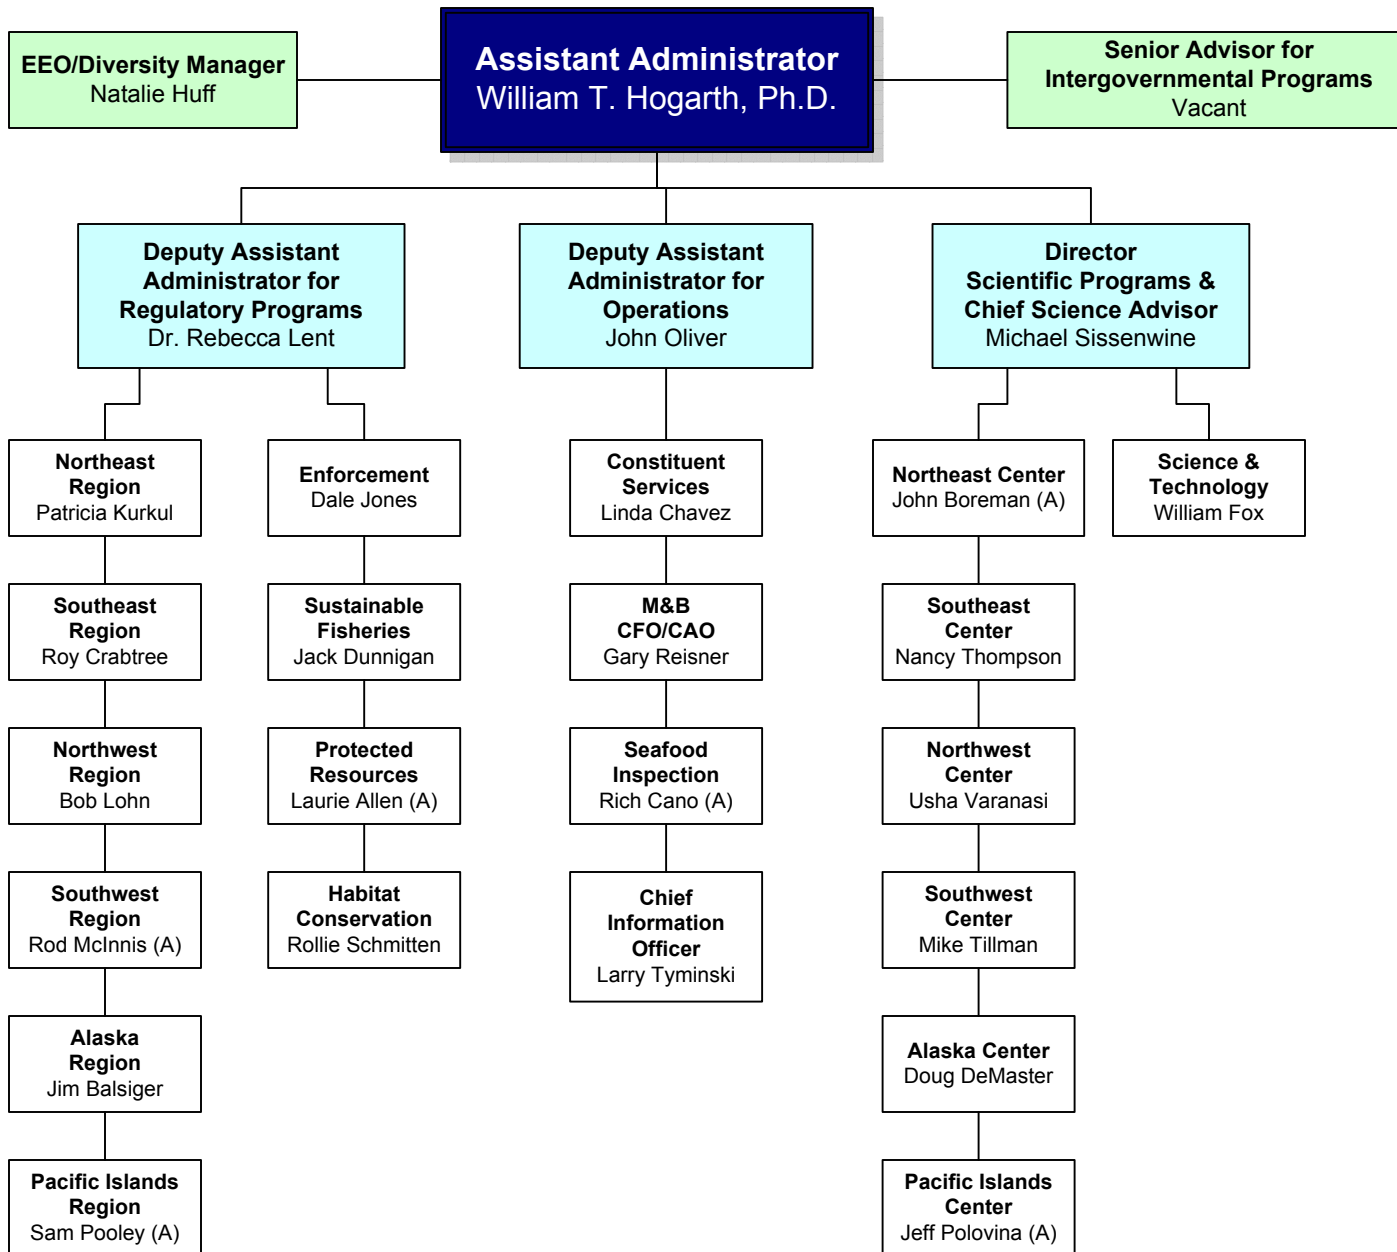 EEO/Diversity Manager
Natalie Huff
Assistant Administrator
William T. Hogarth, Ph.D.
Senior Advisor for
Intergovernmental Programs
Vacant
Deputy Assistant
Administrator for
Regulatory Programs
Dr. Rebecca Lent
Deputy Assistant
Administrator for
Operations
John Oliver
Director
Scientific Programs &
Chief Science Advisor
Michael Sissenwine
Northeast
Region
Patricia Kurkul
Enforcement
Dale Jones
Constituent
Services
Linda Chavez
Northeast Center
John Boreman (A)
Science &
Technology
William Fox
Southeast
Region
Roy Crabtree
Sustainable
Fisheries
Jack Dunnigan
M&B
CFO/CAO
Gary Reisner
Southeast
Center
Nancy Thompson
Northwest
Region
Bob Lohn
Protected
Resources
Laurie Allen (A)
Seafood
Inspection
Rich Cano (A)
Northwest
Center
Usha Varanasi
Southwest
Region
Rod McInnis (A)
Habitat
Conservation
Rollie Schmitten
Chief
Information
Officer
Larry Tyminski
Southwest
Center
Mike Tillman
Alaska
Region
Jim Balsiger
Alaska Center
Doug DeMaster
Pacific Islands
Region
Sam Pooley (A)
Pacific Islands
Center
Jeff Polovina (A)